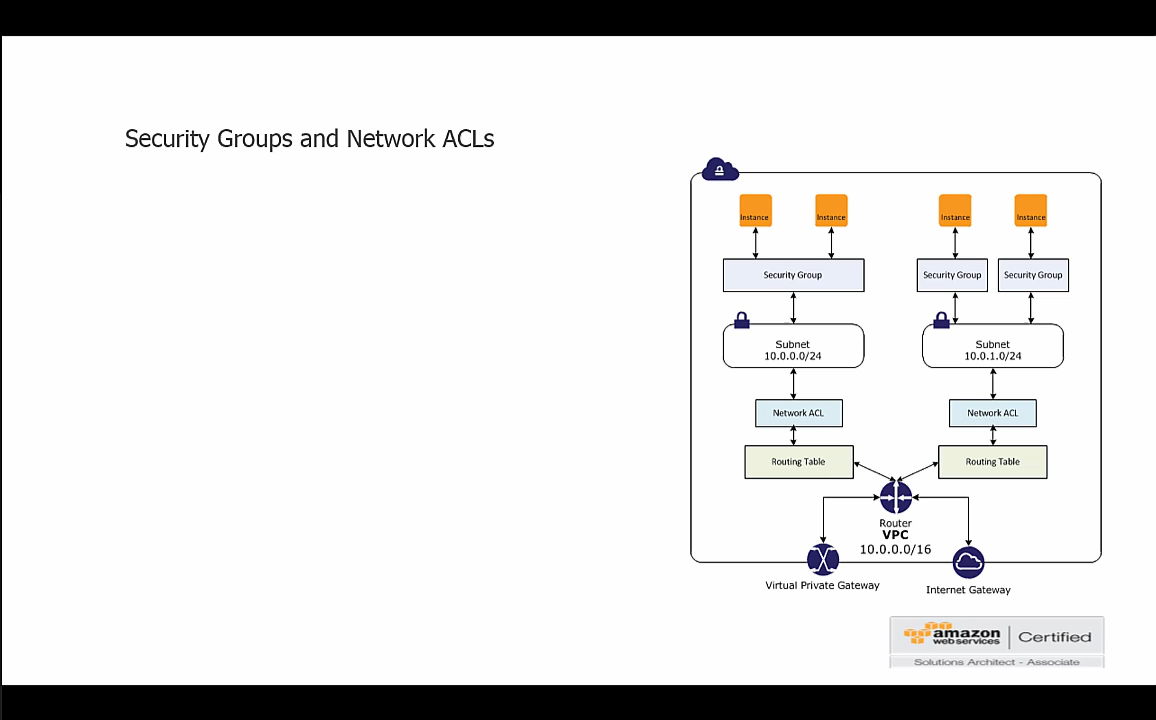 Security Groups and Network ACLs
Instance
Instance
Instance
Instance
Security Group
Security Group
Security Group
Subnet
10.0.0.0/24
Subnet
10.0.1.0/24
Network ACL
Network ACL
Routing Table
Routing Table
Router
VPC
10.0.0.0/16
Virtual Private Gateway
Internet Gateway
amazon
web services
Certified
Solutions Architect - Associate